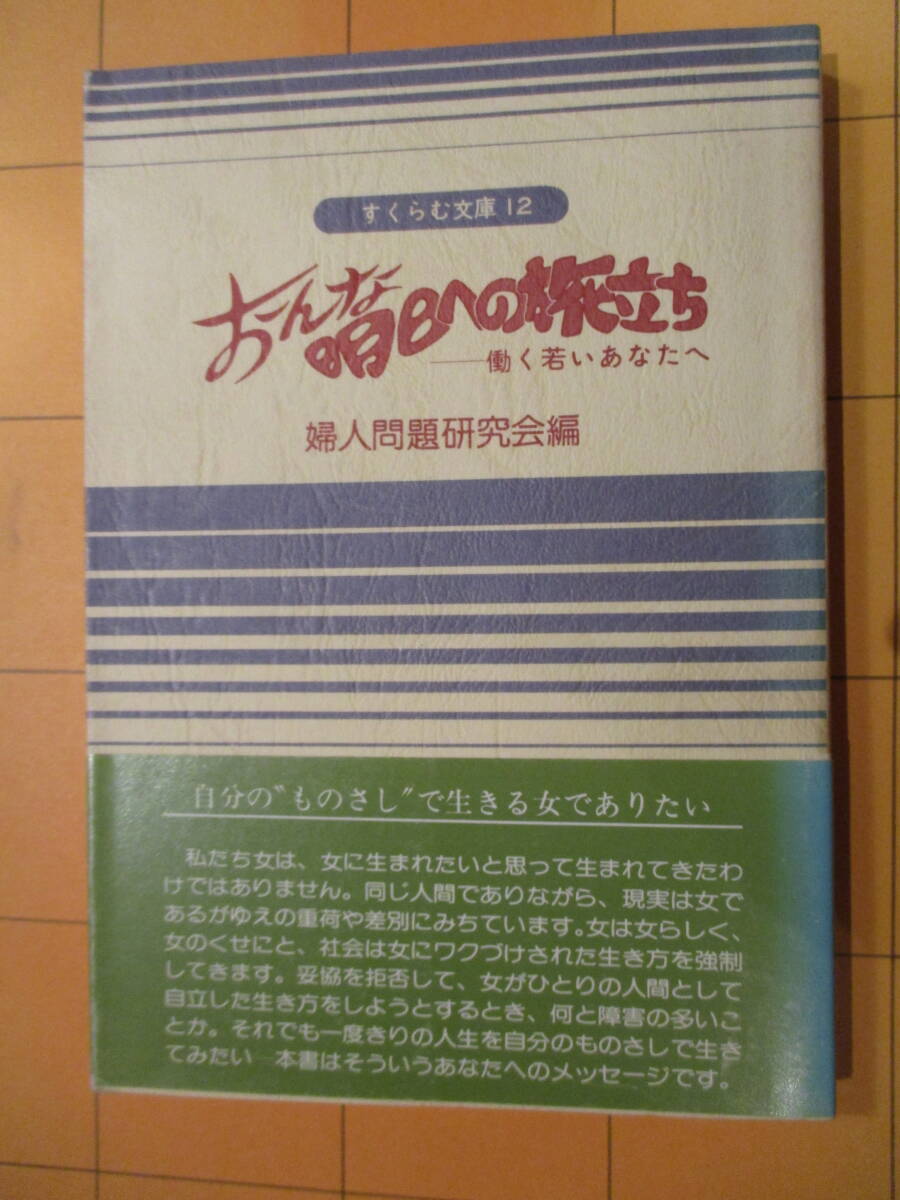 すくらむ文庫 12
おんな明日への旅立ち
——働く若いあなたへ
婦人問題研究会編
自分の〝ものさし〟で生きる女でありたい
私たち女は、女に生まれたいと思って生まれてきたわ
けではありません。同じ人間でありながら、現実は女で
あるがゆえの重荷や差別にみちています。女は女らしく、
女のくせにと、社会は女にワクづけされた生き方を強制
してきます。妥協を拒否して、女がひとりの人間として
自立した生き方をしようとするとき、何と障害の多いこ
とか。それでも一度きりの人生を自分のものさしで生き
てみたい—本書はそういうあなたへのメッセージです。